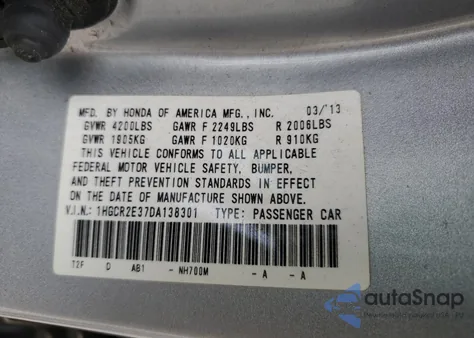 MFD. BY HONDA OF AMERICA MFG., INC. 03/13
GVWR 4200LBS GAWR F 2249LBS R 2006LBS
GVWR 1905KG GAWR F 1020KG R 910KG
THIS VEHICLE CONFORMS TO ALL APPLICABLE
FEDERAL MOTOR VEHICLE SAFETY, BUMPER,
AND THEFT PREVENTION STANDARDS IN EFFECT
ON THE DATE OF MANUFACTURE SHOWN ABOVE.
V.I.N.: 1HGCR2E37DA138301 TYPE: PASSENGER CAR
T2F D AB1 - NH700M - A - A
autoSnap